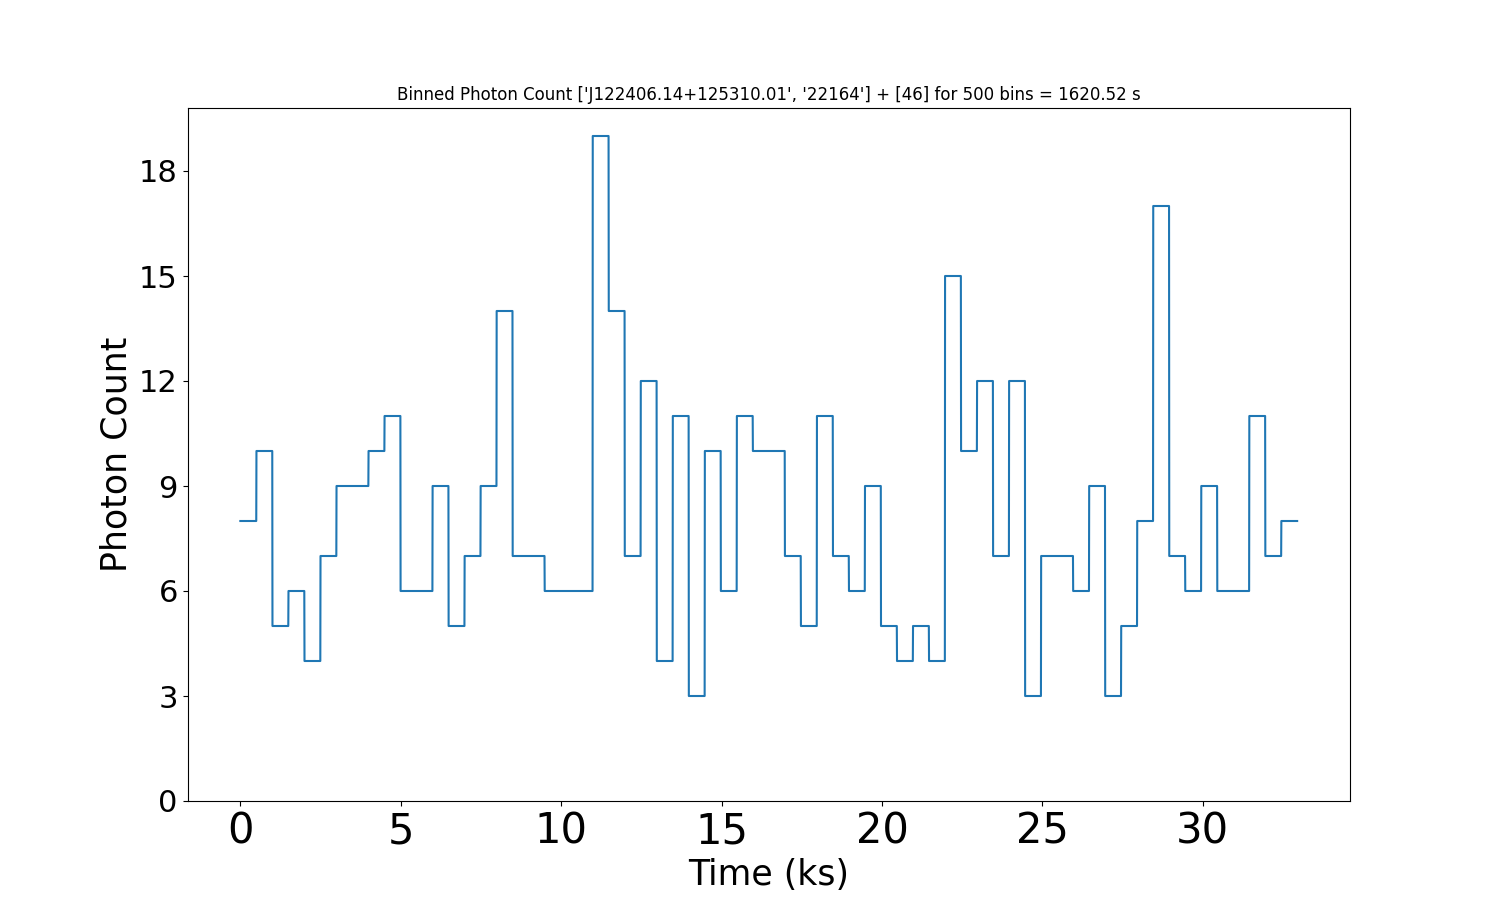 Binned Photon Count ['J122406.14+125310.01', '22164'] + [46] for 500 bins = 1620.52 s
Photon Count
18
15
12
9
6
3
0
0 5 10 15 20 25 30
Time (ks)